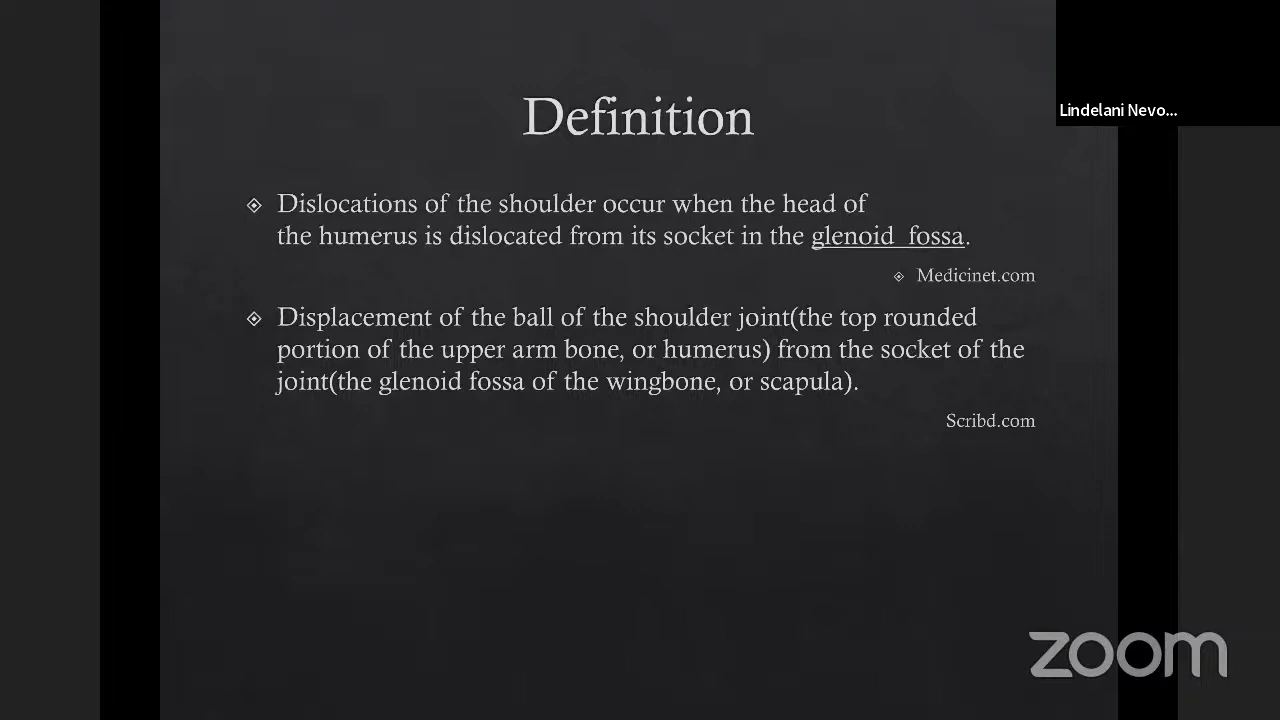 Definition
Lindelani Nevo...
Dislocations of the shoulder occur when the head of
the humerus is dislocated from its socket in the glenoid fossa.
Medicinet.com
Displacement of the ball of the shoulder joint(the top rounded
portion of the upper arm bone, or humerus) from the socket of the
joint(the glenoid fossa of the wingbone, or scapula).
Scribd.com
zoom